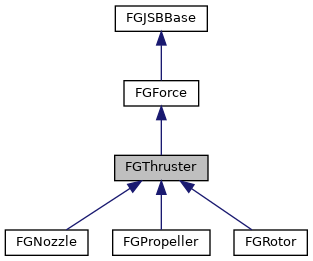 FGJSBBase
FGForce
FGThruster
FGNozzle
FGPropeller
FGRotor